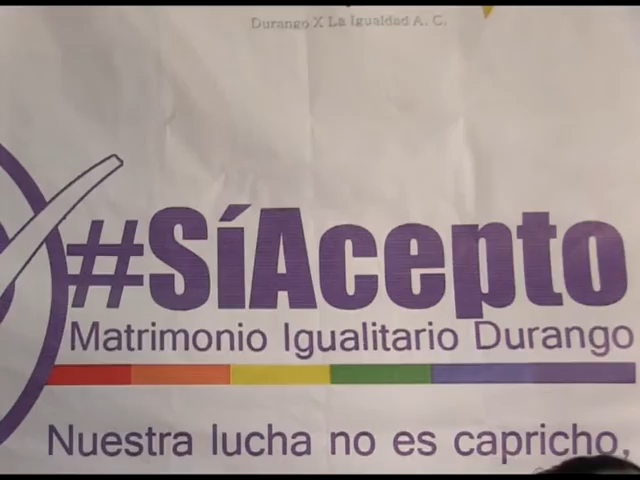 Durango X La Igualdad A. C.
#SíAcepto
Matrimonio Igualitario Durango
Nuestra lucha no es capricho,